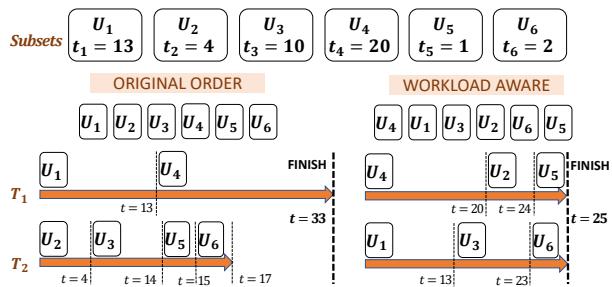 Subsets
U₁ t₁ = 13
U₂ t₂ = 4
U₃ t₃ = 10
U₄ t₄ = 20
U₅ t₅ = 1
U₆ t₆ = 2
ORIGINAL ORDER
U₁ U₂ U₃ U₄ U₅ U₆
T₁
U₁ U₄
FINISH
t = 13
t = 33
T₂
U₂ U₃ U₅ U₆
t = 4 t = 14 t = 15 t = 17
WORKLOAD AWARE
U₄ U₁ U₃ U₂ U₆ U₅
U₄ U₂ U₅
FINISH
t = 20 t = 24
t = 25
U₁ U₃ U₆
t = 13 t = 23